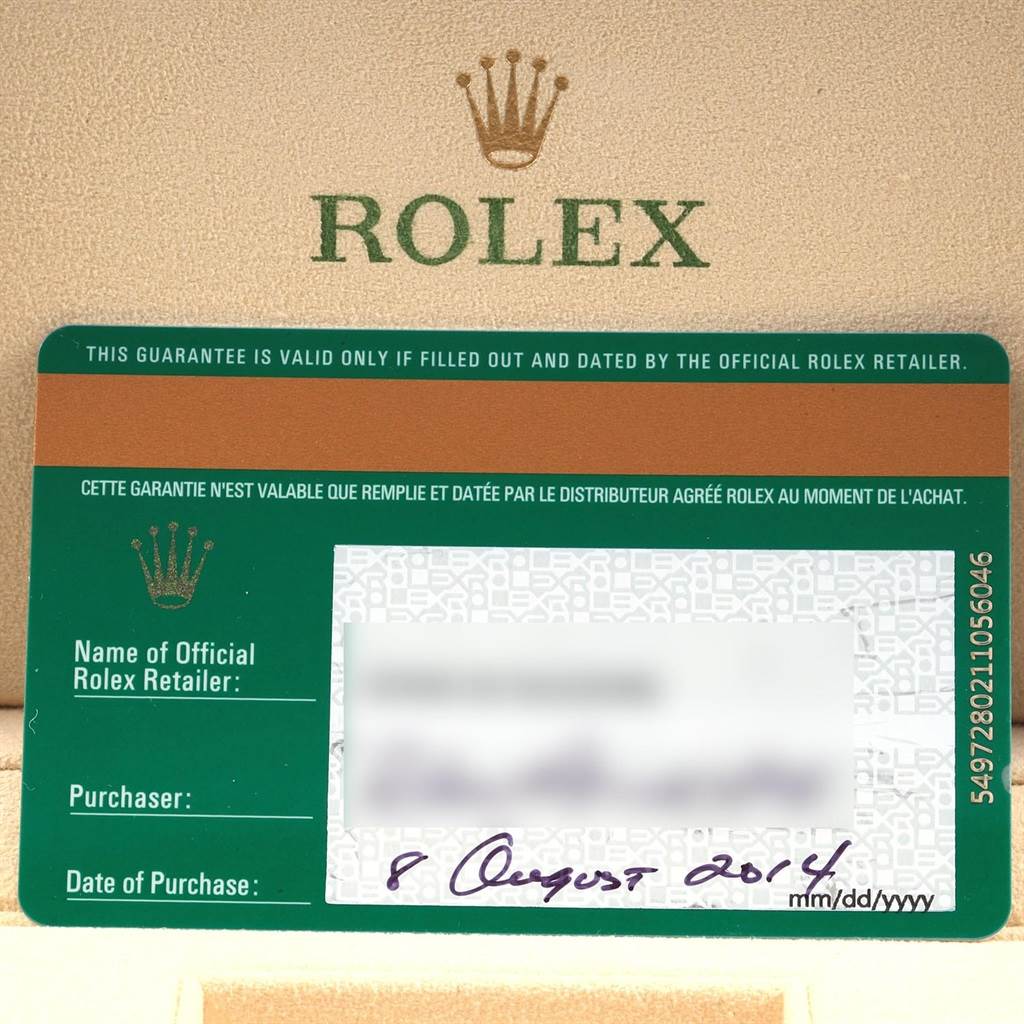 ROLEX
THIS GUARANTEE IS VALID ONLY IF FILLED OUT AND DATED BY THE OFFICIAL ROLEX RETAILER.
CETTE GARANTIE N'EST VALABLE QUE REMPLIE ET DATÉE PAR LE DISTRIBUTEUR AGRÉÉ ROLEX AU MOMENT DE L'ACHAT.
Name of Official
Rolex Retailer:
Purchaser:
Date of Purchase:
8 August 2014
mm/dd/yyyy
5497280211056046